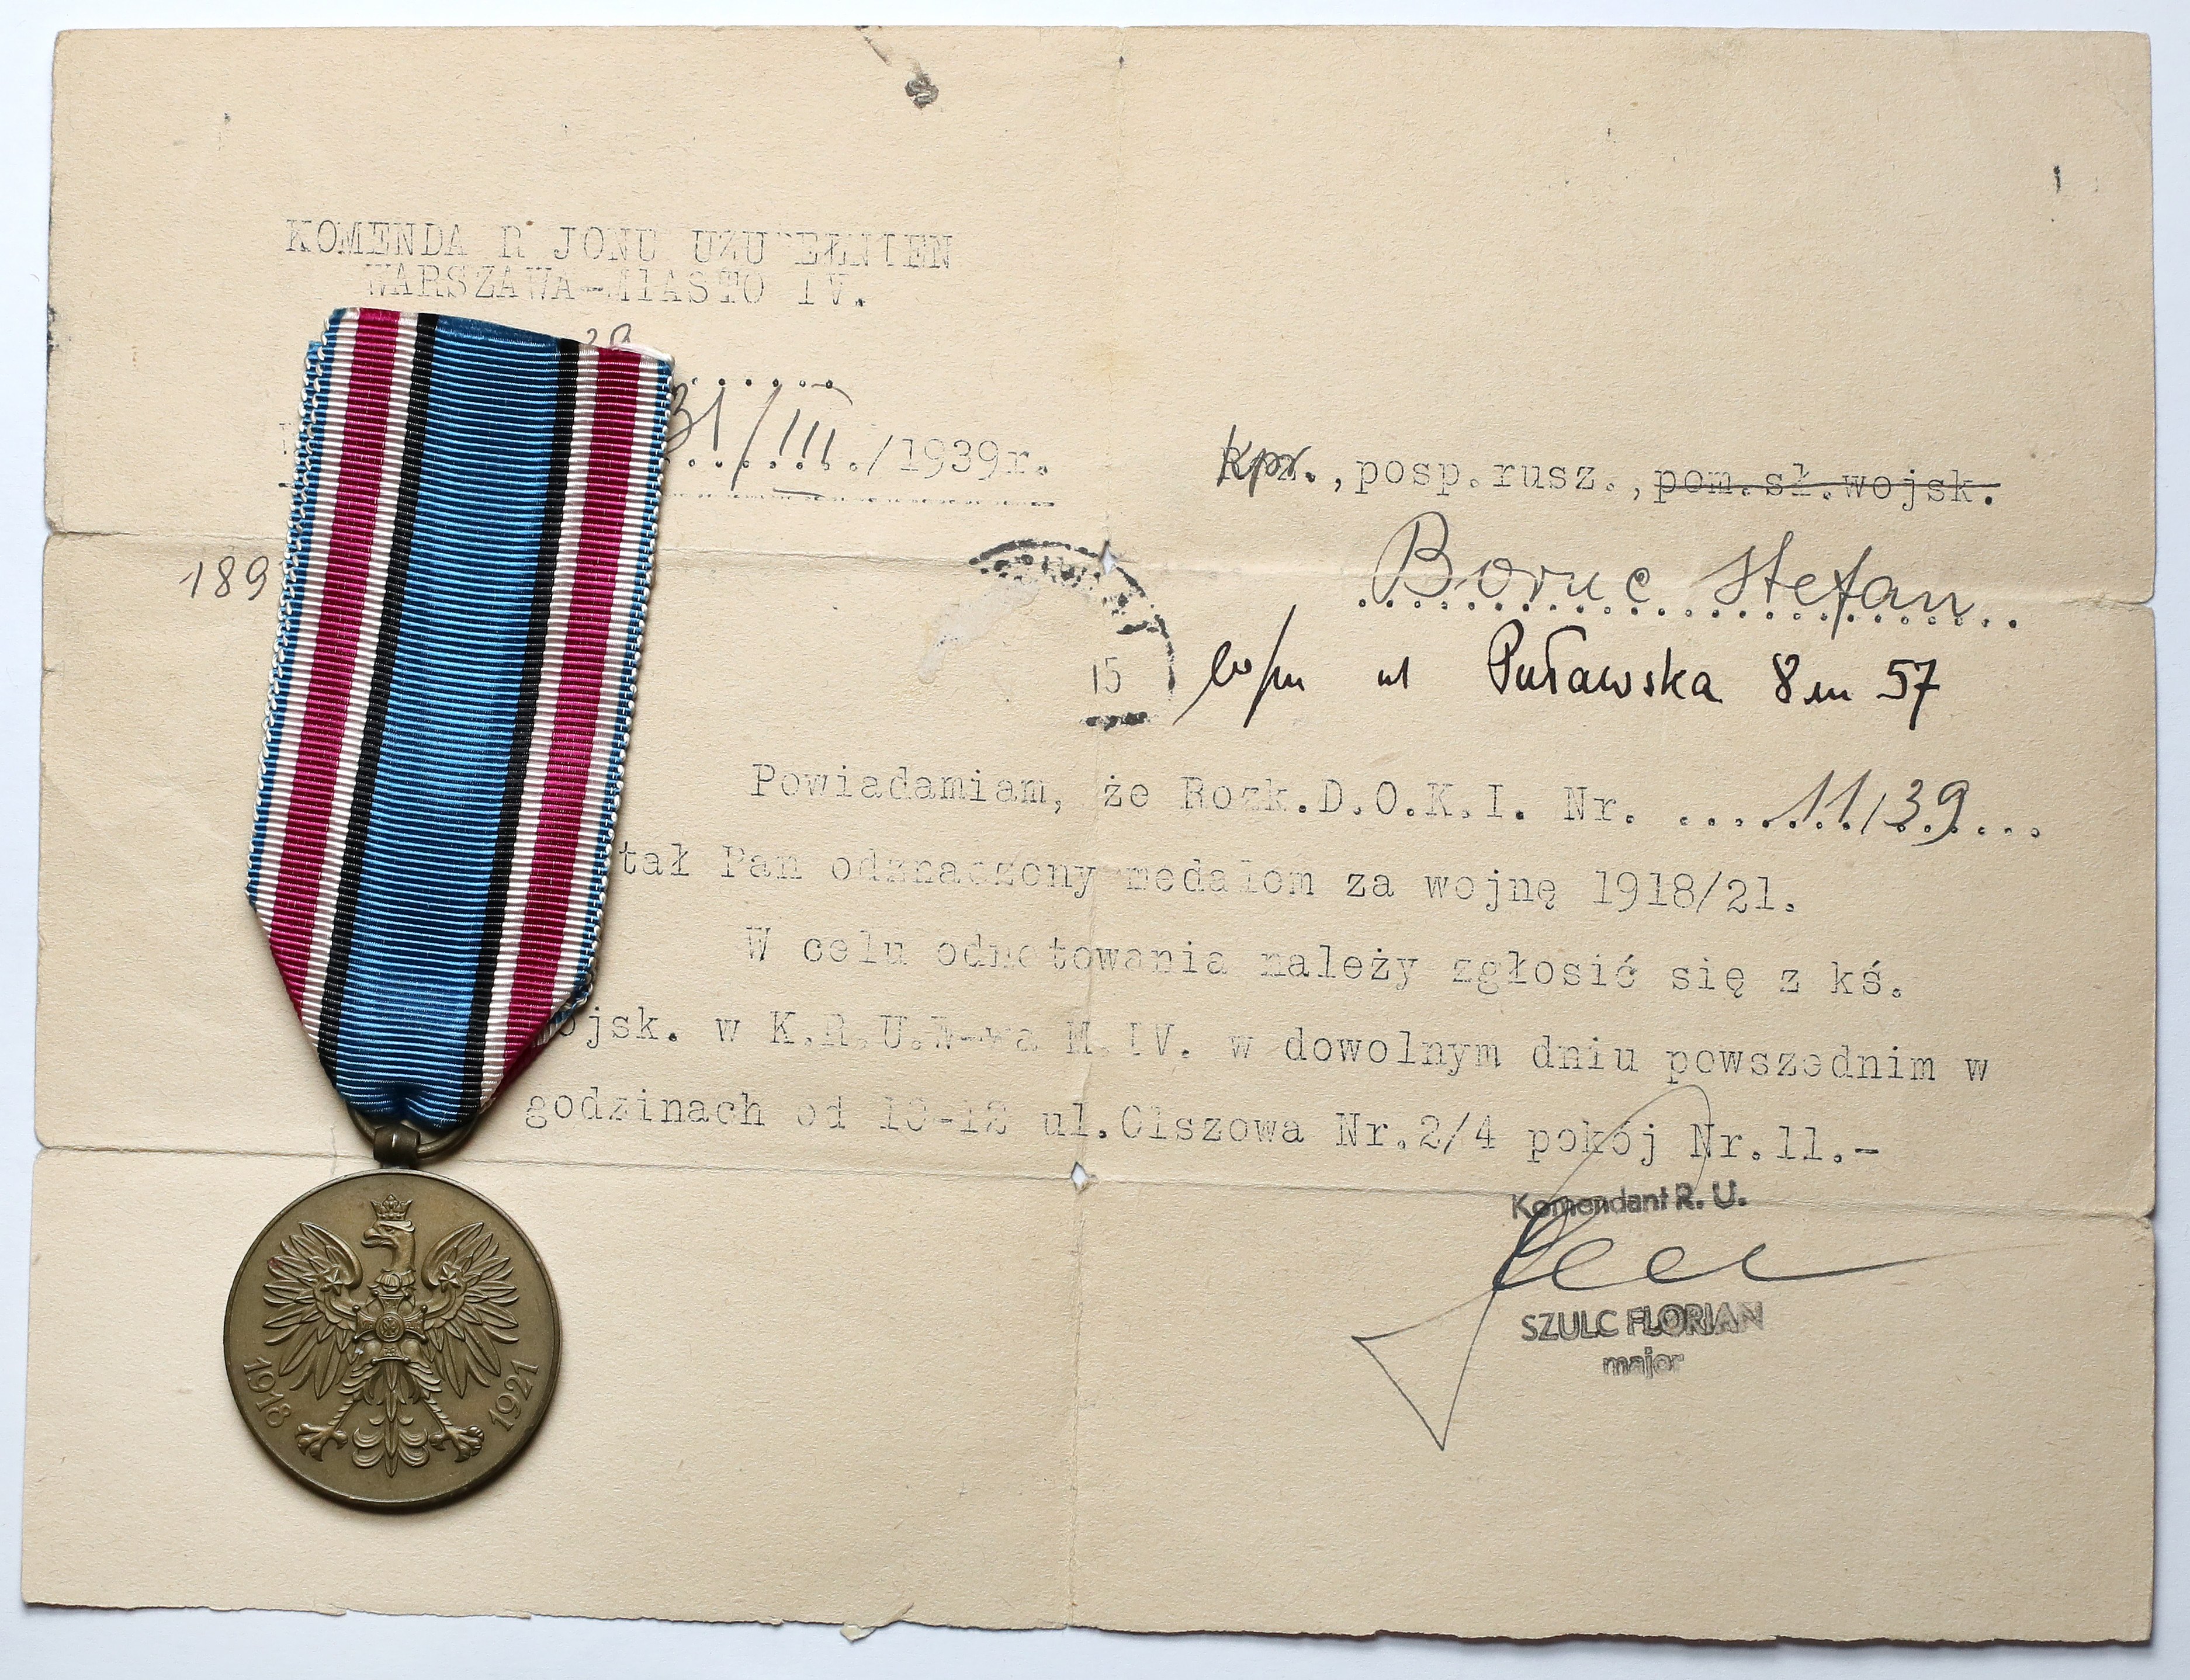 KOMENDA R JONU UZU EŁNIEN
WARSZAWA-MIASTO IV.
31/III/1939r.
kpr.,posp.rusz.,pom.sł.wojsk.
Boruc Stefan
189
15
w/m ul Puławska 8 m 57
Powiadamiam, że Rozk.D.O.K.I. Nr. ...11/39...
tał Pan odznaczony medalem za wojnę 1918/21.
W celu odnotowania należy zgłosić się z kś.
ojsk. w K.R.U.W-wa M.IV. w dowolnym dniu powszednim w
godzinach od 10-12 ul.Olszowa Nr.2/4 pokój Nr.11.-
Komendant R. U.
SZULC FLORIAN
major
1918 1921